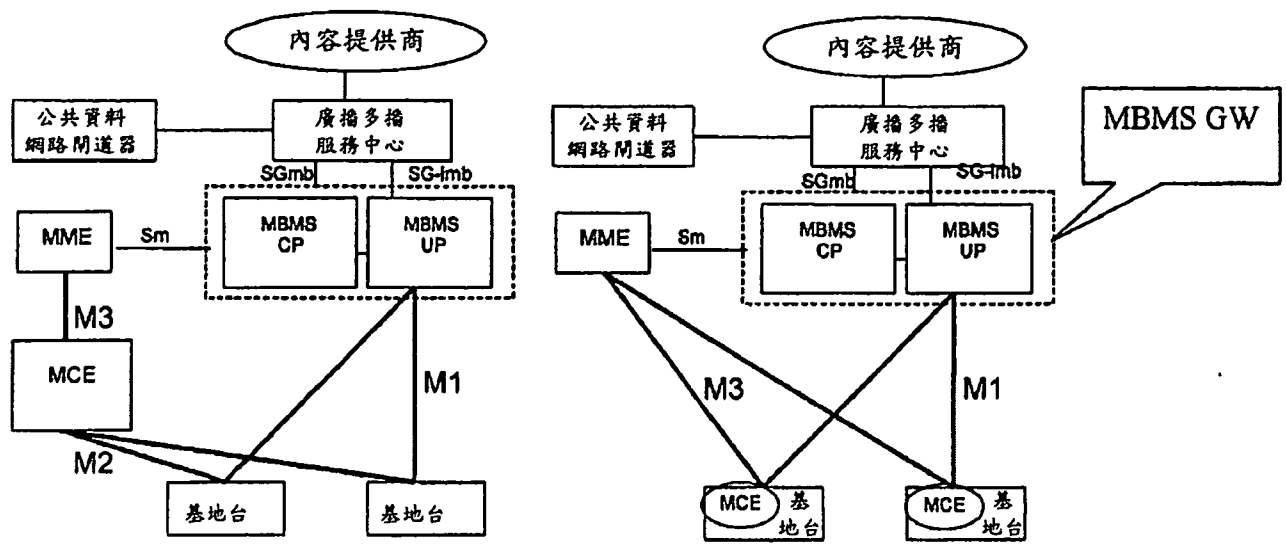 內容提供商
公共資料
網路閘道器
廣播多播
服務中心
SGmb
SG-imb
MME
Sm
MBMS
CP
MBMS
UP
M3
MCE
M1
M2
基地台
基地台
內容提供商
公共資料
網路閘道器
廣播多播
服務中心
MBMS GW
SGmb
SG-imb
MME
Sm
MBMS
CP
MBMS
UP
M3
M1
MCE
基
地台
MCE
基
地台